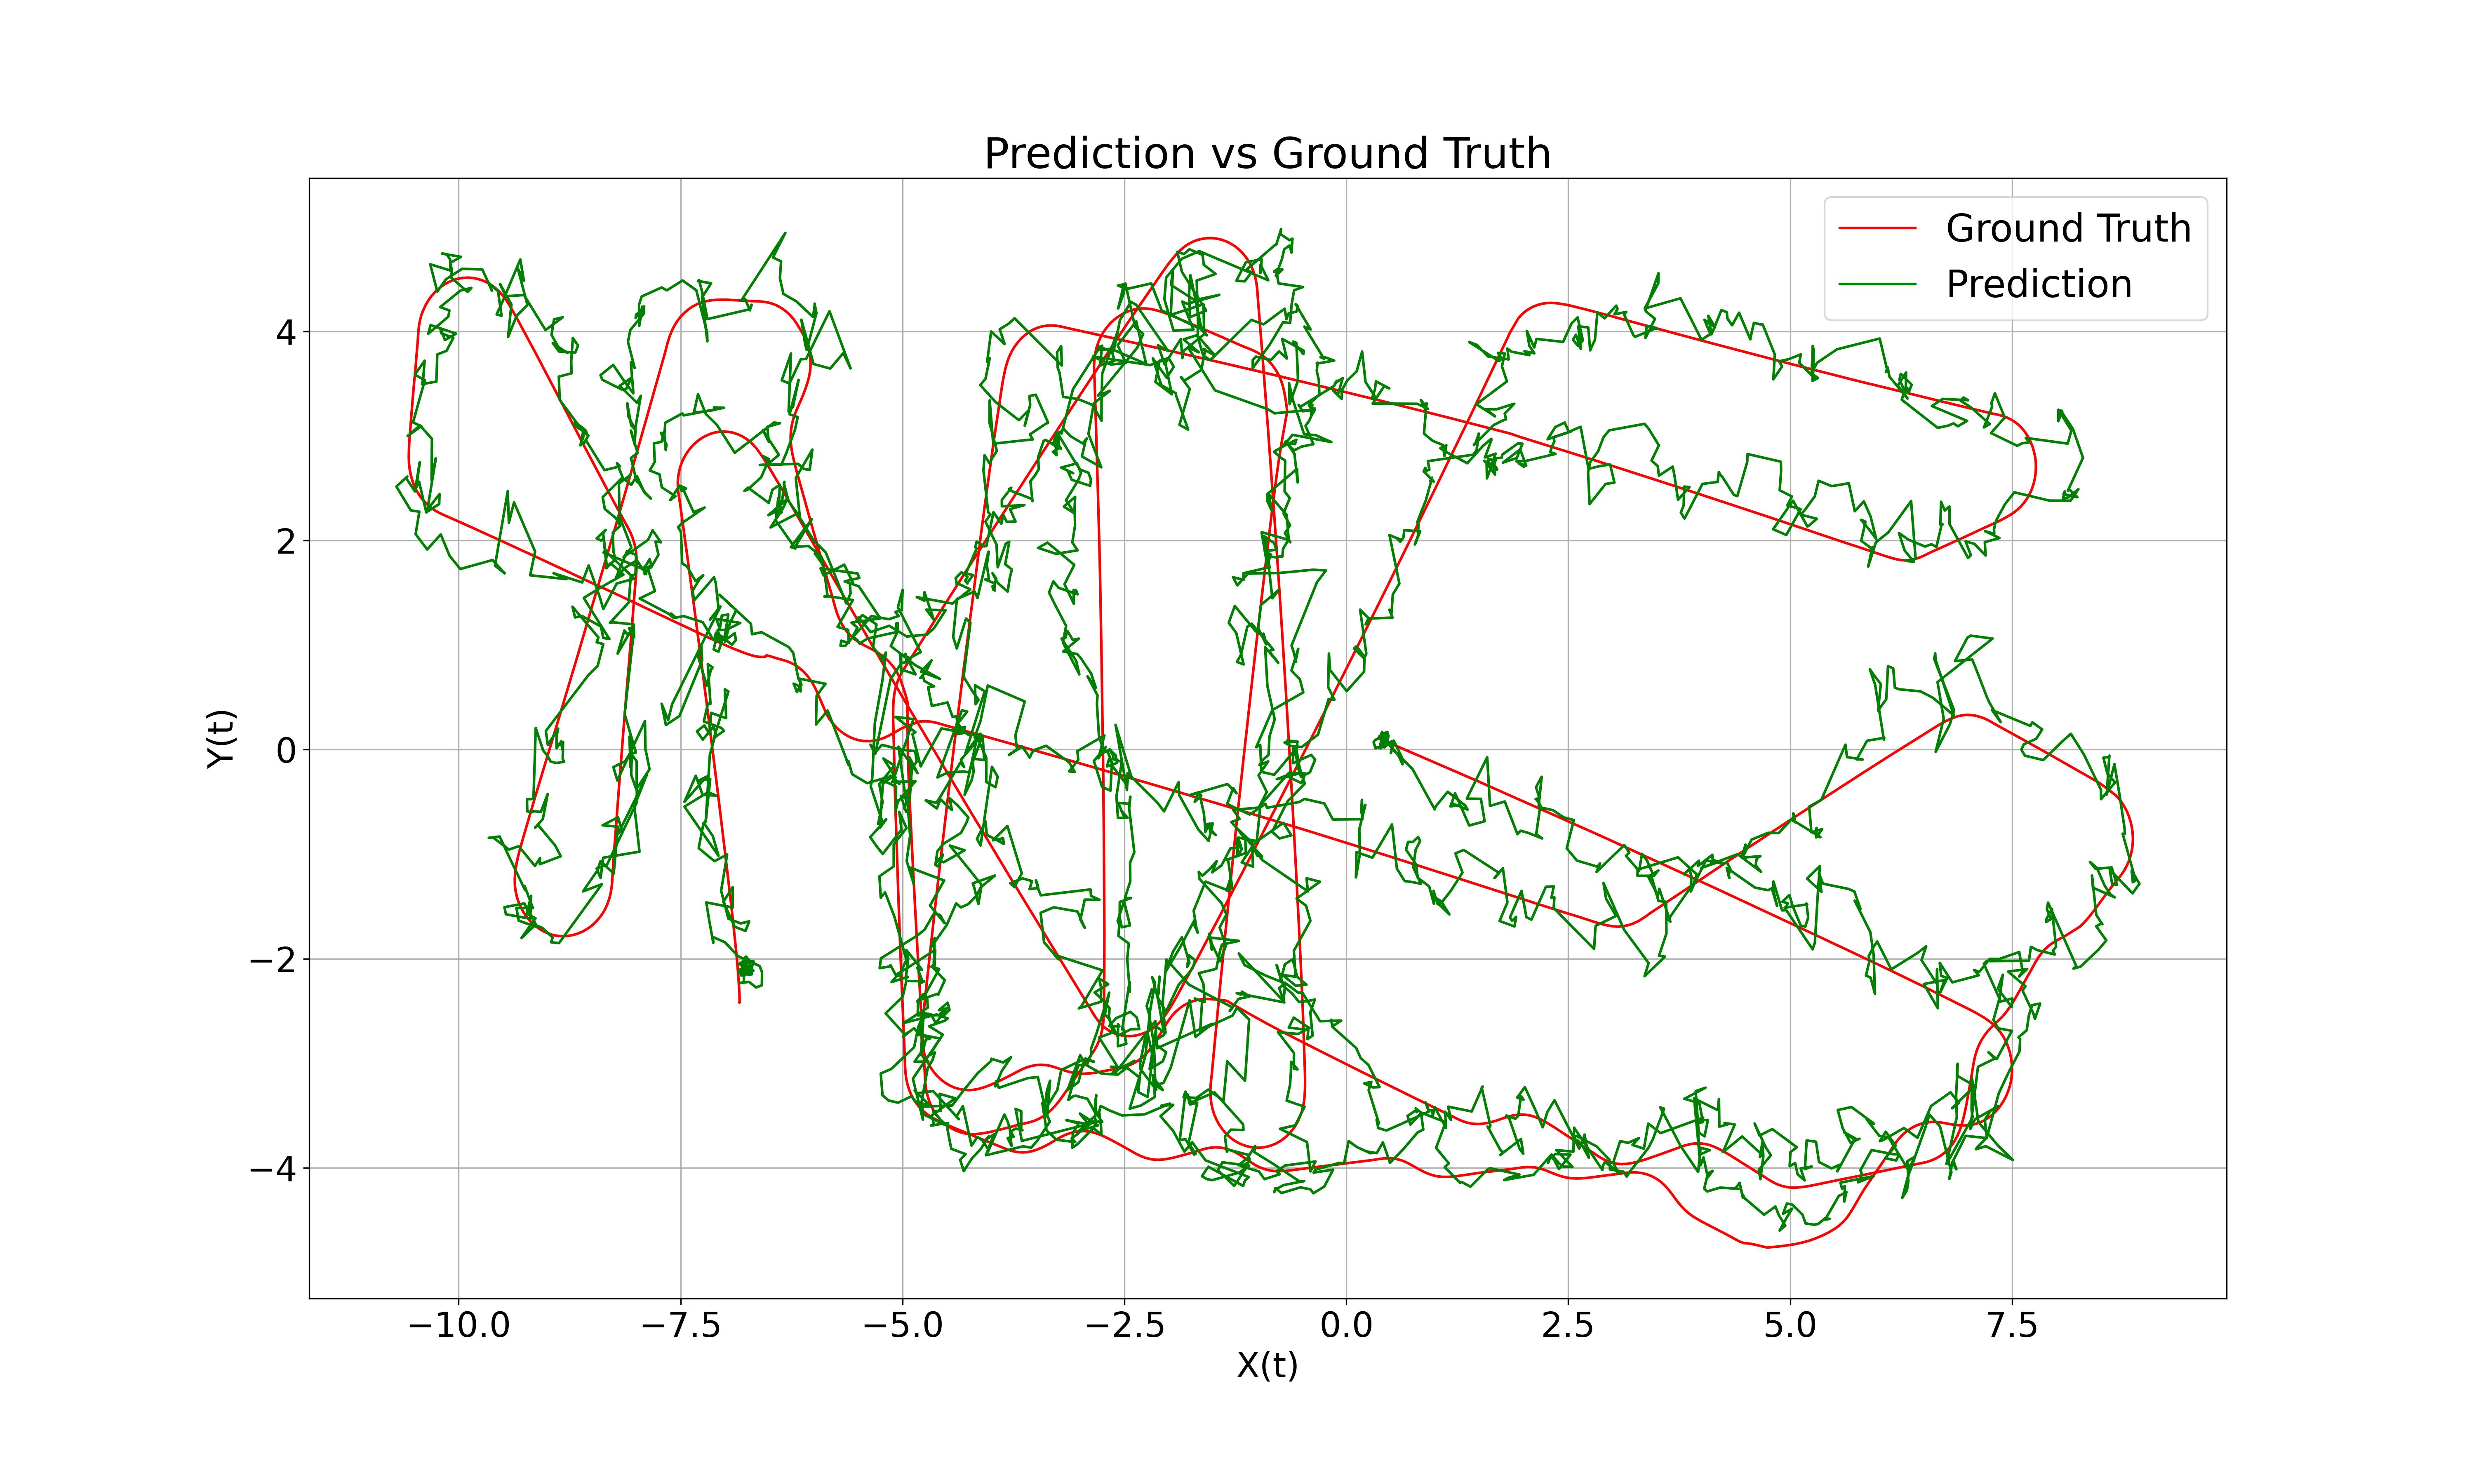 Prediction vs Ground Truth
Ground Truth
Prediction
4
2
0
−2
−4
Y(t)
−10.0 −7.5 −5.0 −2.5 0.0 2.5 5.0 7.5
X(t)